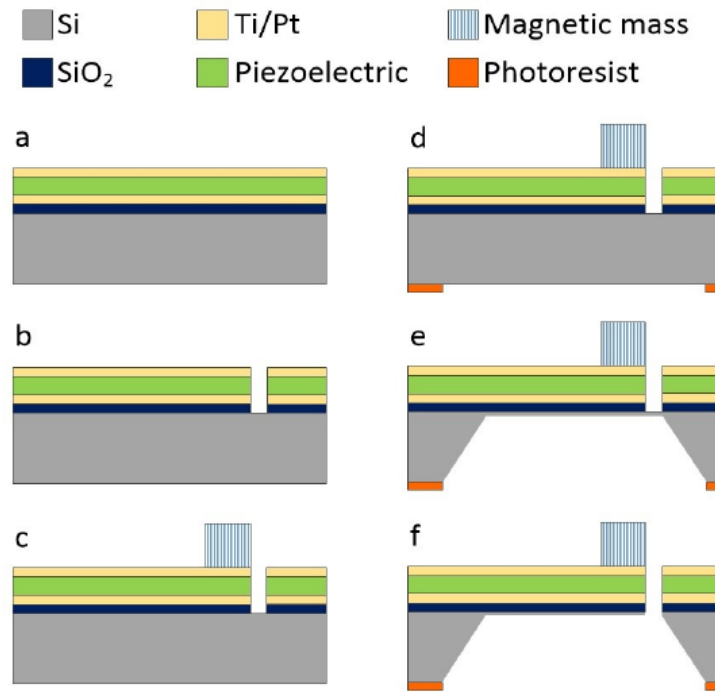 Si Ti/Pt Magnetic mass
SiO₂ Piezoelectric Photoresist
a d
b e
c f